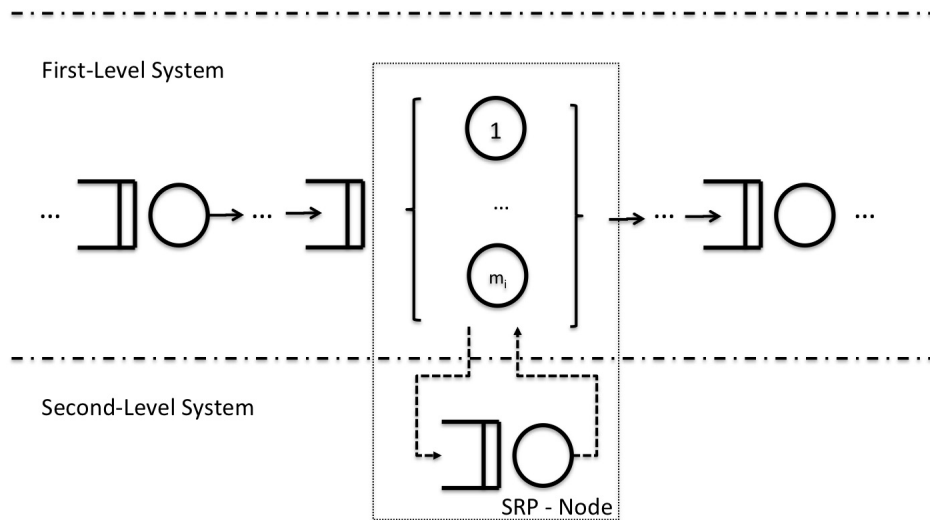 First-Level System
1
...
... ... ... ...
m_i
Second-Level System
SRP - Node